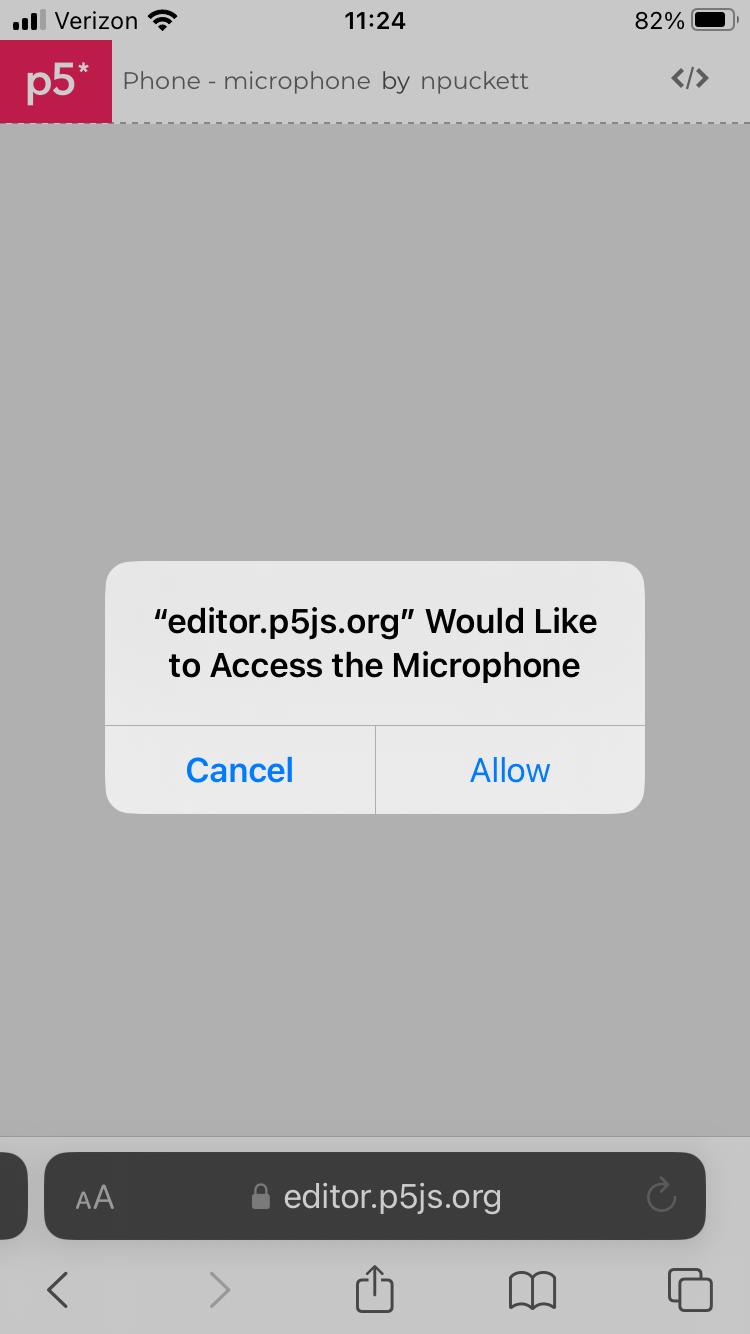 Verizon 11:24 82%
p5* Phone - microphone by npuckett </>
“editor.p5js.org” Would Like
to Access the Microphone
Cancel Allow
AA editor.p5js.org